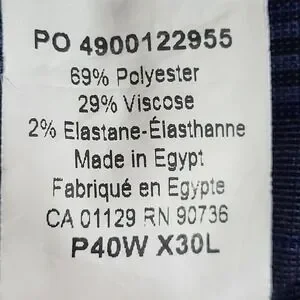 PO 4900122955
69% Polyester
29% Viscose
2% Elastane-Élasthanne
Made in Egypt
Fabriqué en Egypte
CA 01129 RN 90736
P40W X30L